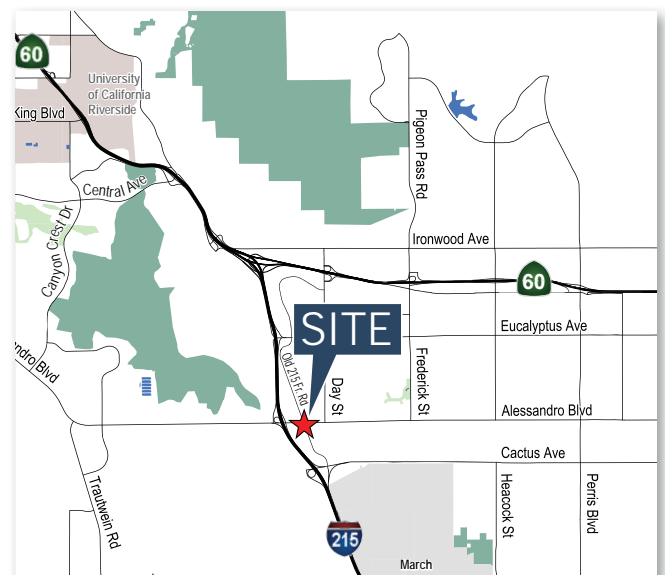 60
University
of California
Riverside
King Blvd
Pigeon Pass Rd
Central Ave
Canyon Crest Dr
Ironwood Ave
60
SITE
Eucalyptus Ave
Old 215 Fr. Rd
ndro Blvd
Day St
Frederick St
Alessandro Blvd
Cactus Ave
Trautwein Rd
Heacock St
Perris Blvd
215
March